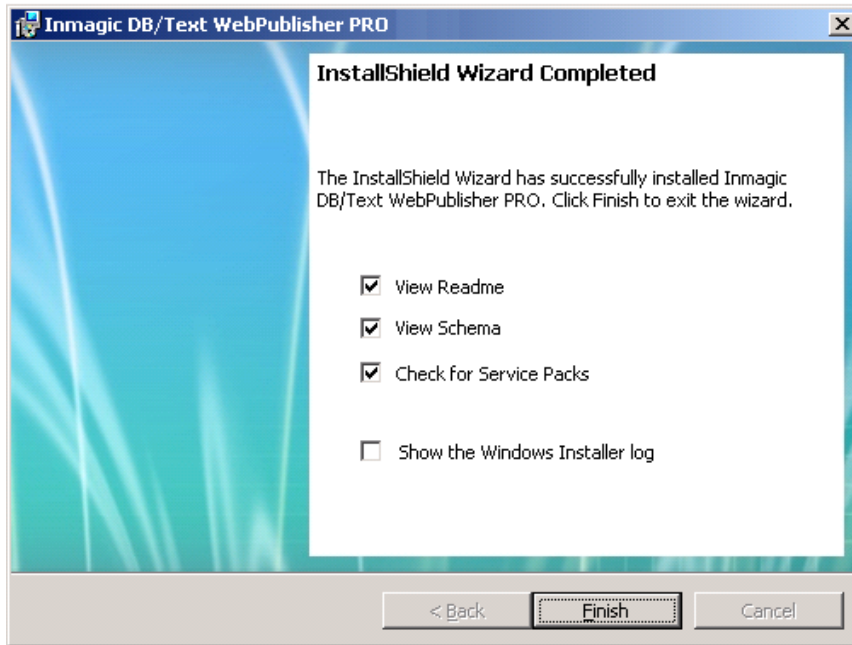 Inmagic DB/Text WebPublisher PRO
InstallShield Wizard Completed
The InstallShield Wizard has successfully installed Inmagic
DB/Text WebPublisher PRO. Click Finish to exit the wizard.
View Readme
View Schema
Check for Service Packs
Show the Windows Installer log
< Back
Finish
Cancel